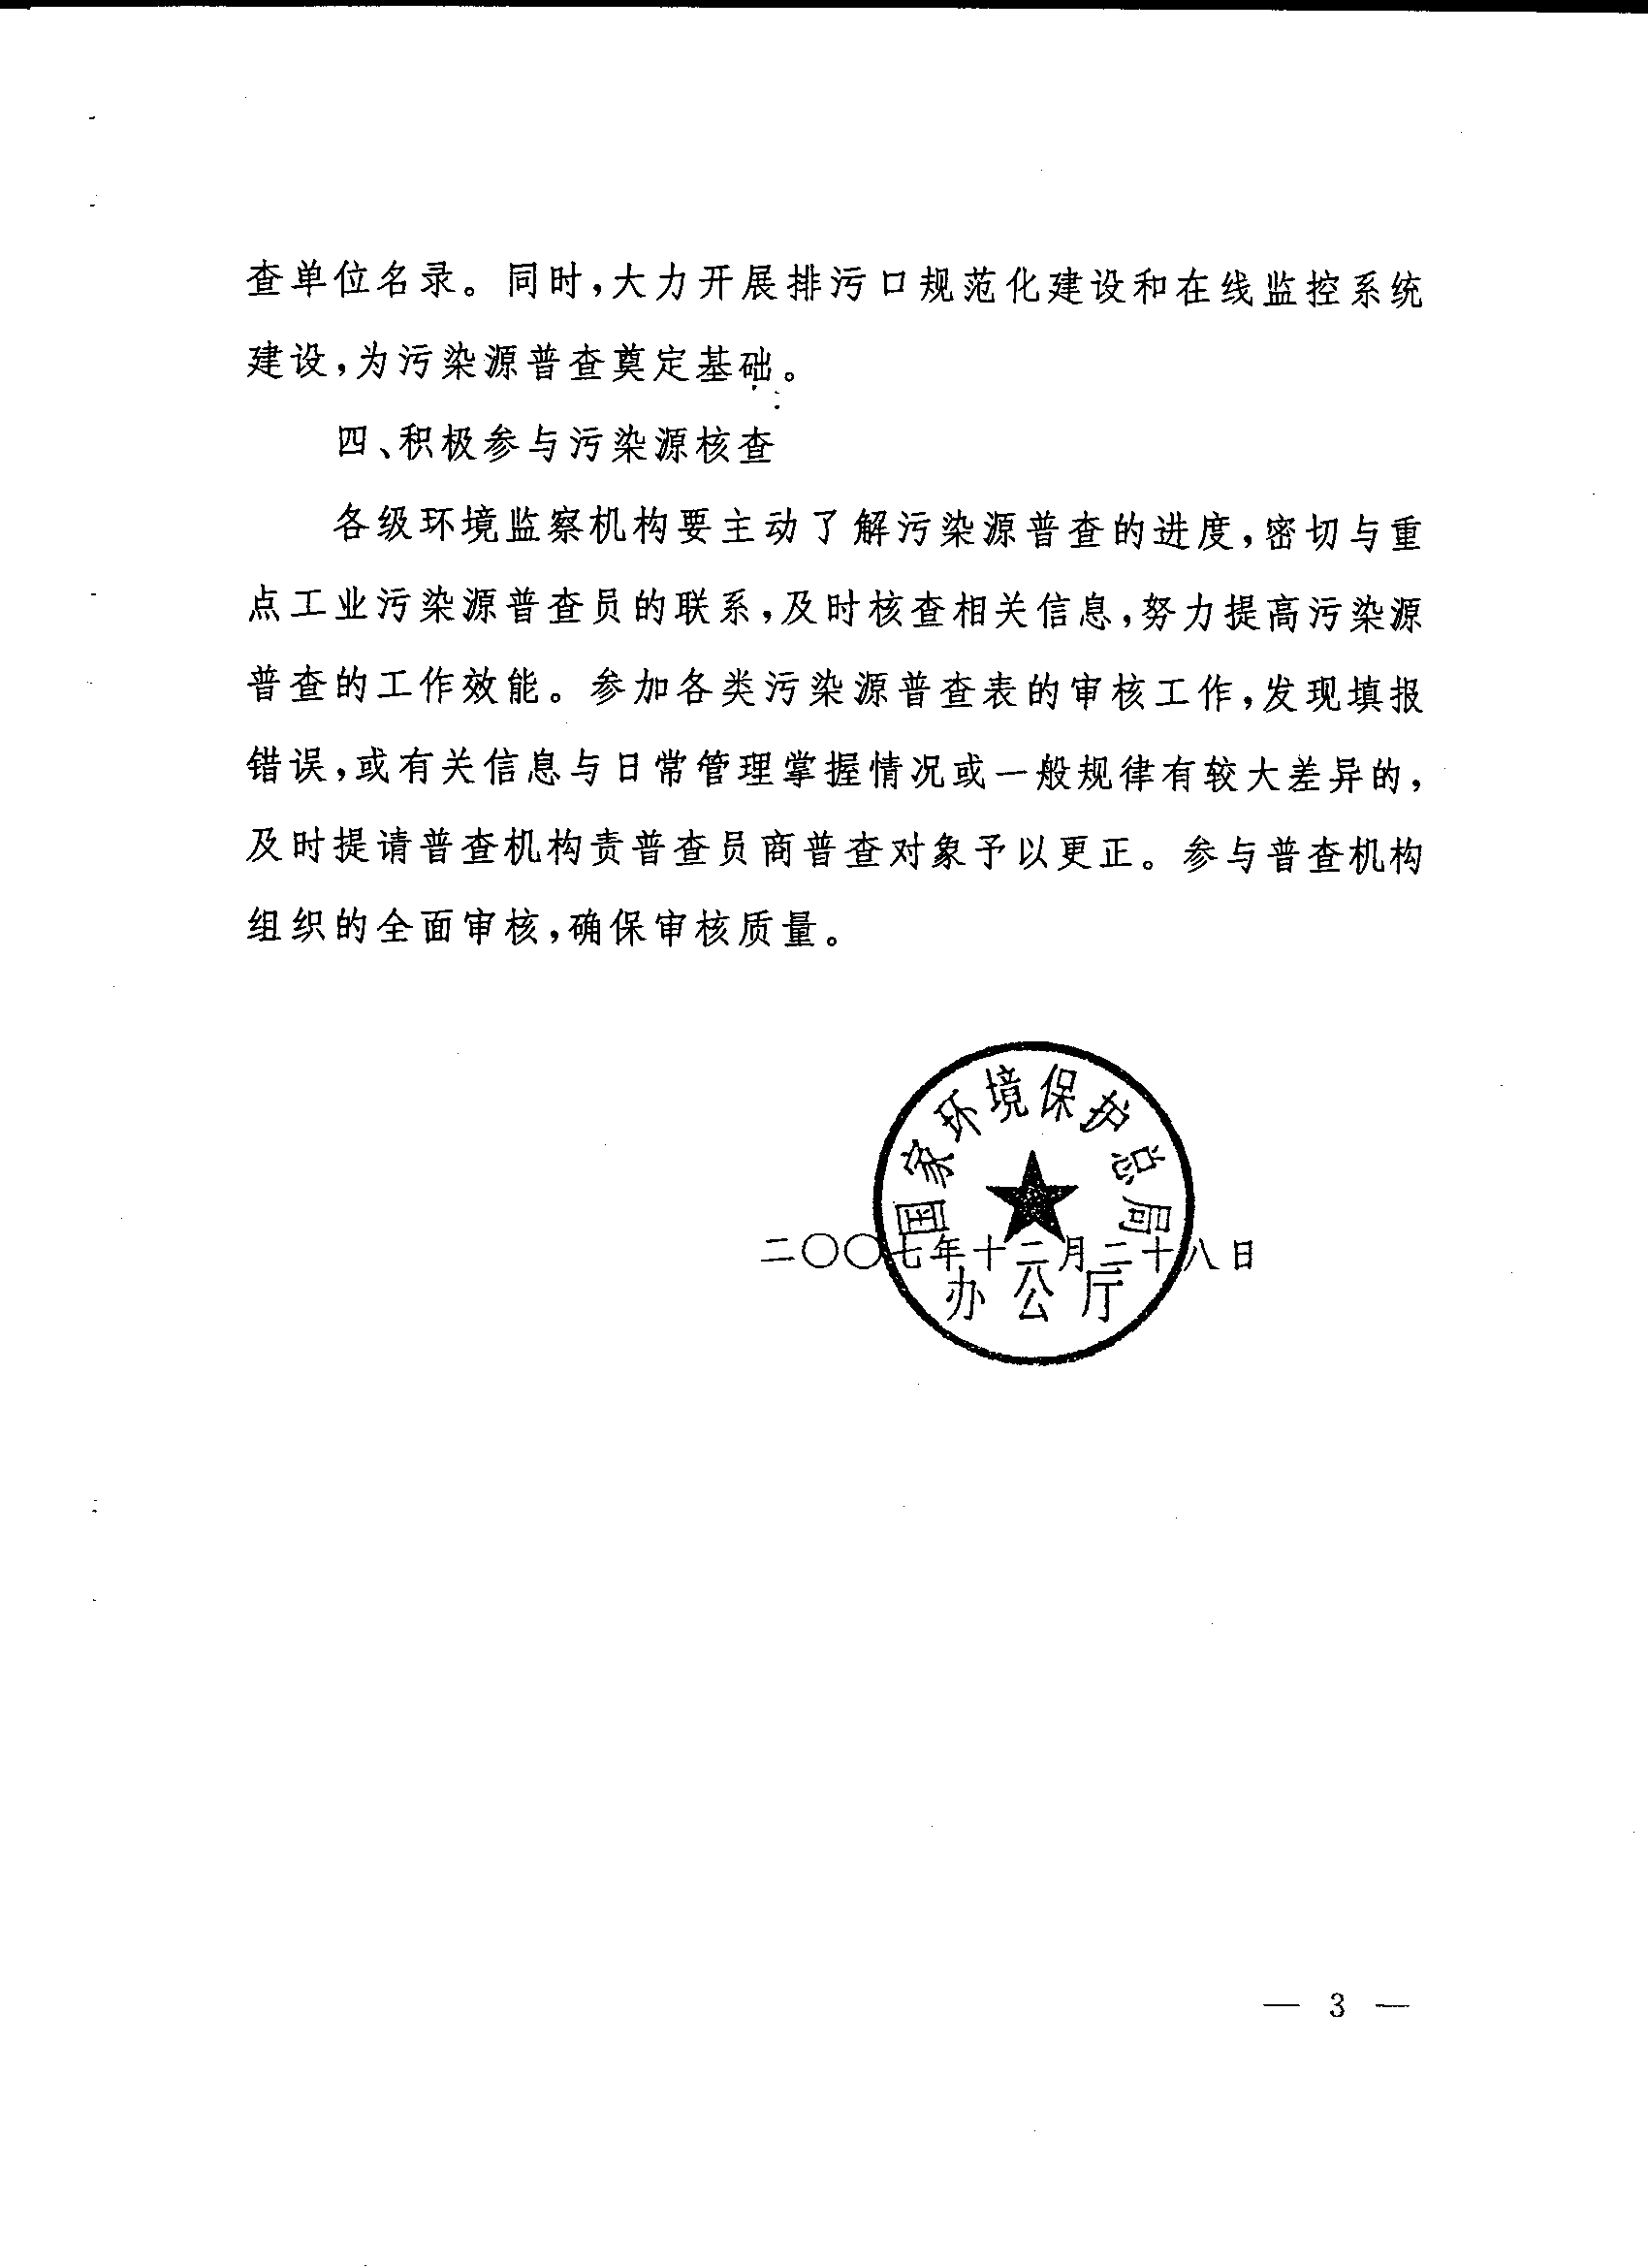 查单位名录。同时,大力开展排污口规范化建设和在线监控系统
建设,为污染源普查奠定基础。
四、积极参与污染源核查
各级环境监察机构要主动了解污染源普查的进度,密切与重
点工业污染源普查员的联系,及时核查相关信息,努力提高污染源
普查的工作效能。参加各类污染源普查表的审核工作,发现填报
错误,或有关信息与日常管理掌握情况或一般规律有较大差异的,
及时提请普查机构责普查员商普查对象予以更正。参与普查机构
组织的全面审核,确保审核质量。
国家环境保护总局
二〇〇七年十二月二十八日
办公厅
— 3 —